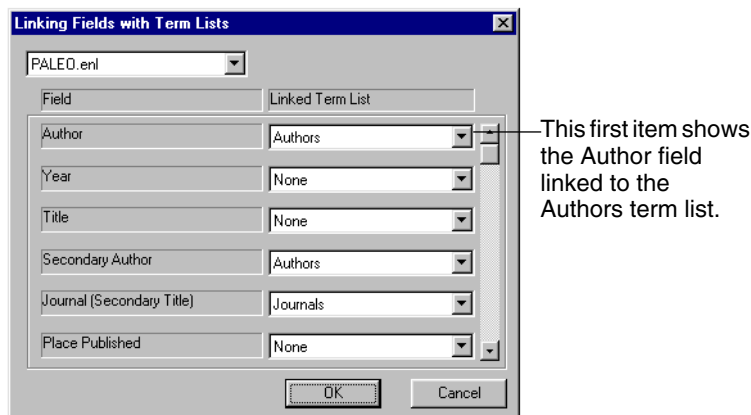 Linking Fields with Term Lists
PALEO.enl
Field Linked Term List
Author Authors
Year None
Title None
Secondary Author Authors
Journal (Secondary Title) Journals
Place Published None
OK Cancel
This first item shows
the Author field
linked to the
Authors term list.